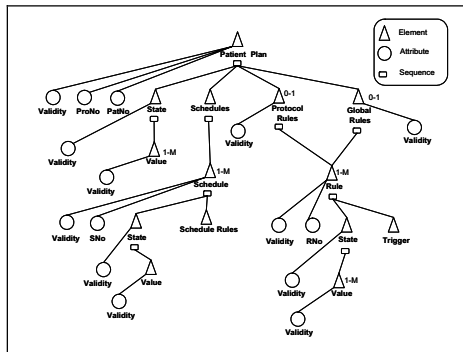 Element
Attribute
Sequence
Patient Plan
0-1
0-1
Validity
ProNo
PatNo
State
Schedules
Protocol
Rules
Global
Rules
Validity
Validity
Validity
1-M
Value
Validity
1-M
Schedule
1-M
Rule
Validity
SNo
State
Schedule Rules
Validity
RNo
State
Trigger
Validity
Value
Validity
Validity
1-M
Value
Validity